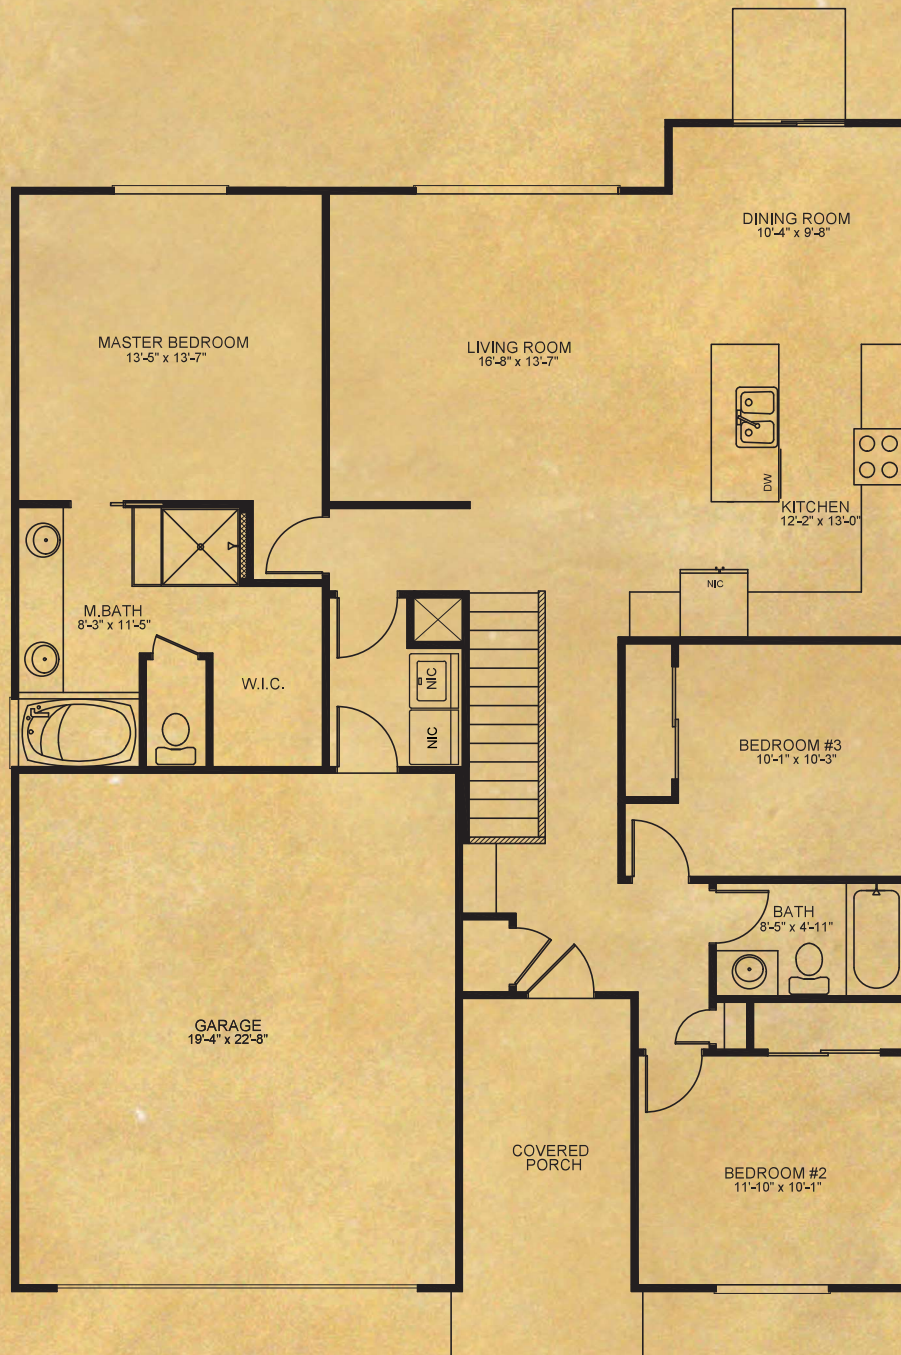 DINING ROOM
10'-4" x 9'-8"
MASTER BEDROOM
13'-5" x 13'-7"
LIVING ROOM
16'-8" x 13'-7"
DW
KITCHEN
12'-2" x 13'-0"
NIC
M.BATH
8'-3" x 11'-5"
W.I.C.
NIC
NIC
BEDROOM #3
10'-1" x 10'-3"
BATH
8'-5" x 4'-11"
GARAGE
19'-4" x 22'-8"
COVERED
PORCH
BEDROOM #2
11'-10" x 10'-1"